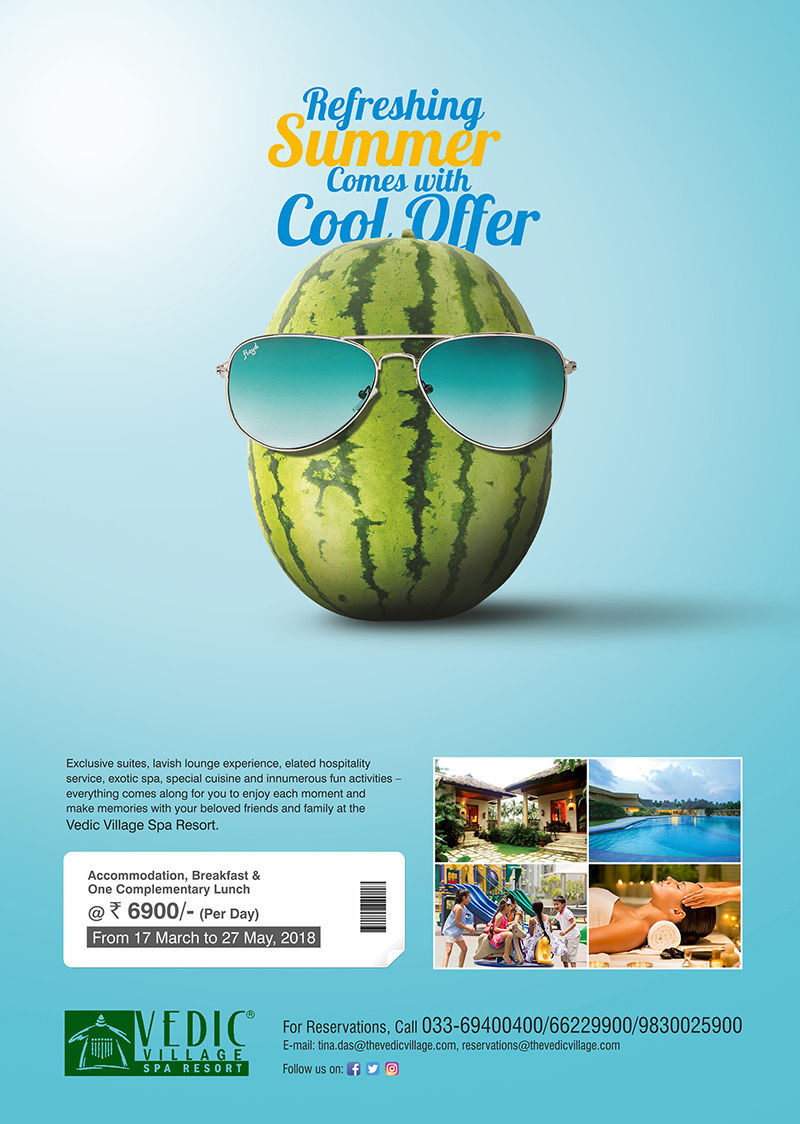 Refreshing
Summer
Comes with
Cool Offer
Exclusive suites, lavish lounge experience, elated hospitality
service, exotic spa, special cuisine and innumerous fun activities –
everything comes along for you to enjoy each moment and
make memories with your beloved friends and family at the
Vedic Village Spa Resort.
Accommodation, Breakfast &
One Complementary Lunch
@ ₹ 6900/- (Per Day)
From 17 March to 27 May, 2018
VEDIC®
VILLAGE
SPA RESORT
For Reservations, Call 033-69400400/66229900/9830025900
E-mail: tina.das@thevedicvillage.com, reservations@thevedicvillage.com
Follow us on: